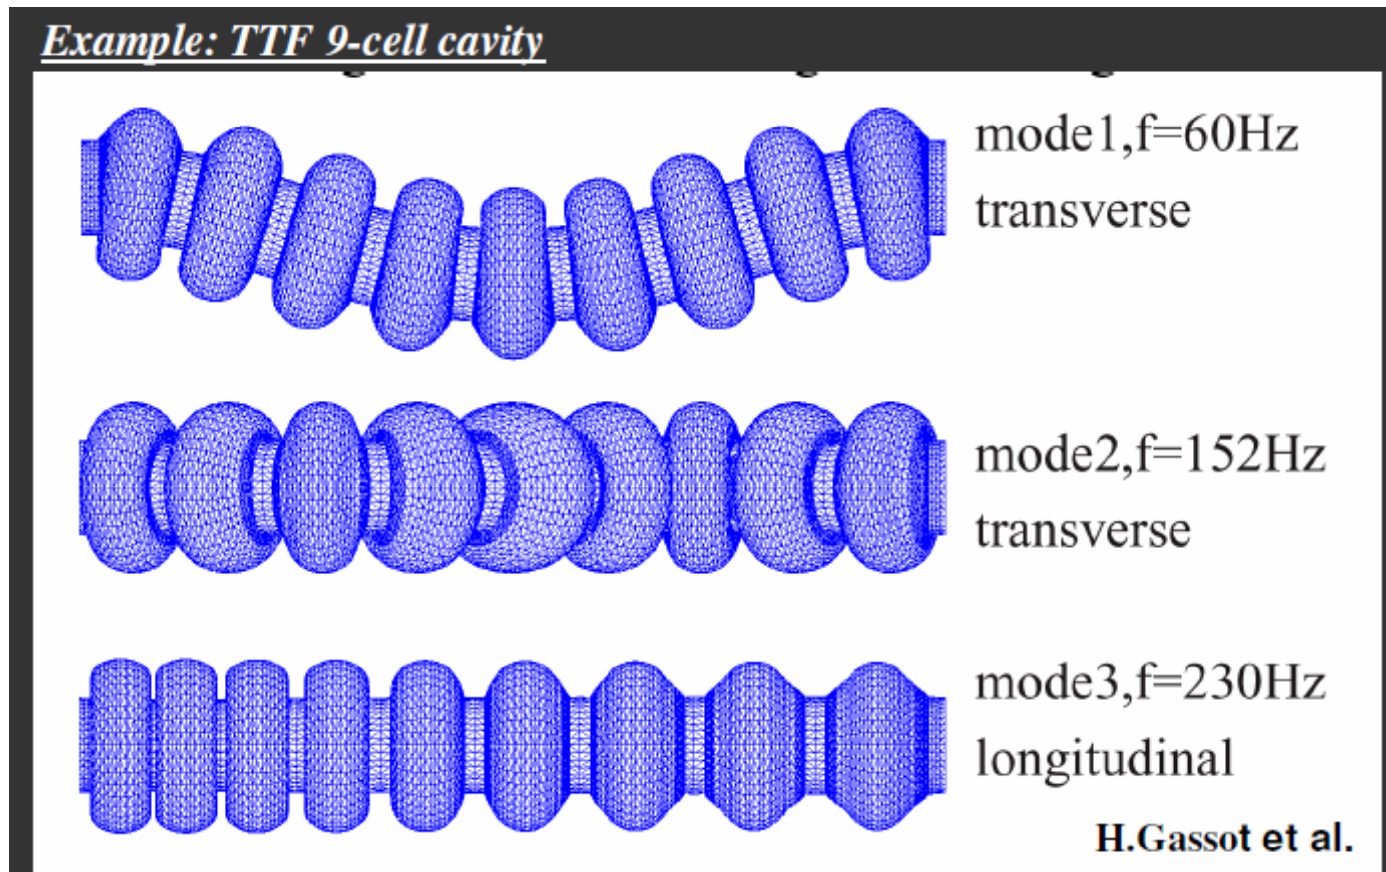 Example: TTF 9-cell cavity
mode1,f=60Hz
transverse
mode2,f=152Hz
transverse
mode3,f=230Hz
longitudinal
H.Gassot et al.